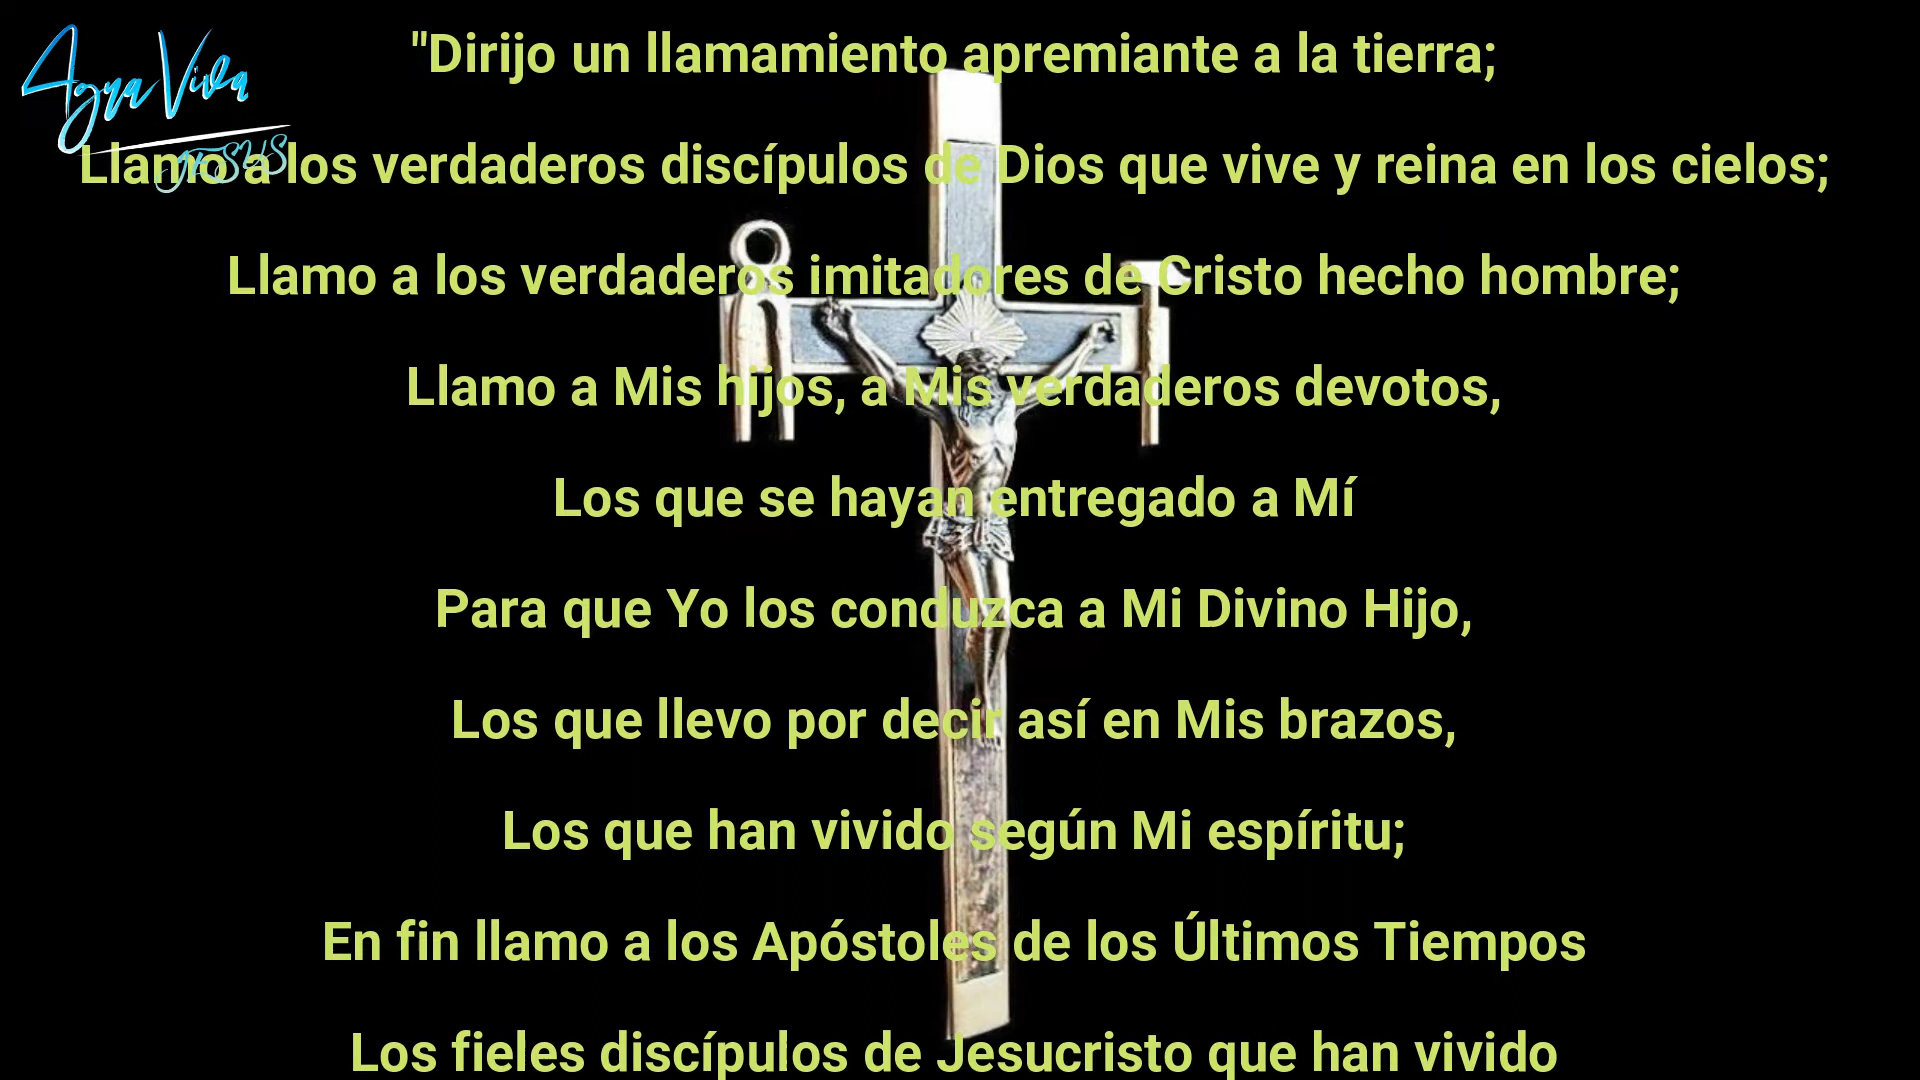 Agua Viva
JESUS
"Dirijo un llamamiento apremiante a la tierra;
Llamo a los verdaderos discípulos de Dios que vive y reina en los cielos;
Llamo a los verdaderos imitadores de Cristo hecho hombre;
Llamo a Mis hijos, a Mis verdaderos devotos,
Los que se hayan entregado a Mí
Para que Yo los conduzca a Mi Divino Hijo,
Los que llevo por decir así en Mis brazos,
Los que han vivido según Mi espíritu;
En fin llamo a los Apóstoles de los Últimos Tiempos
Los fieles discípulos de Jesucristo que han vivido